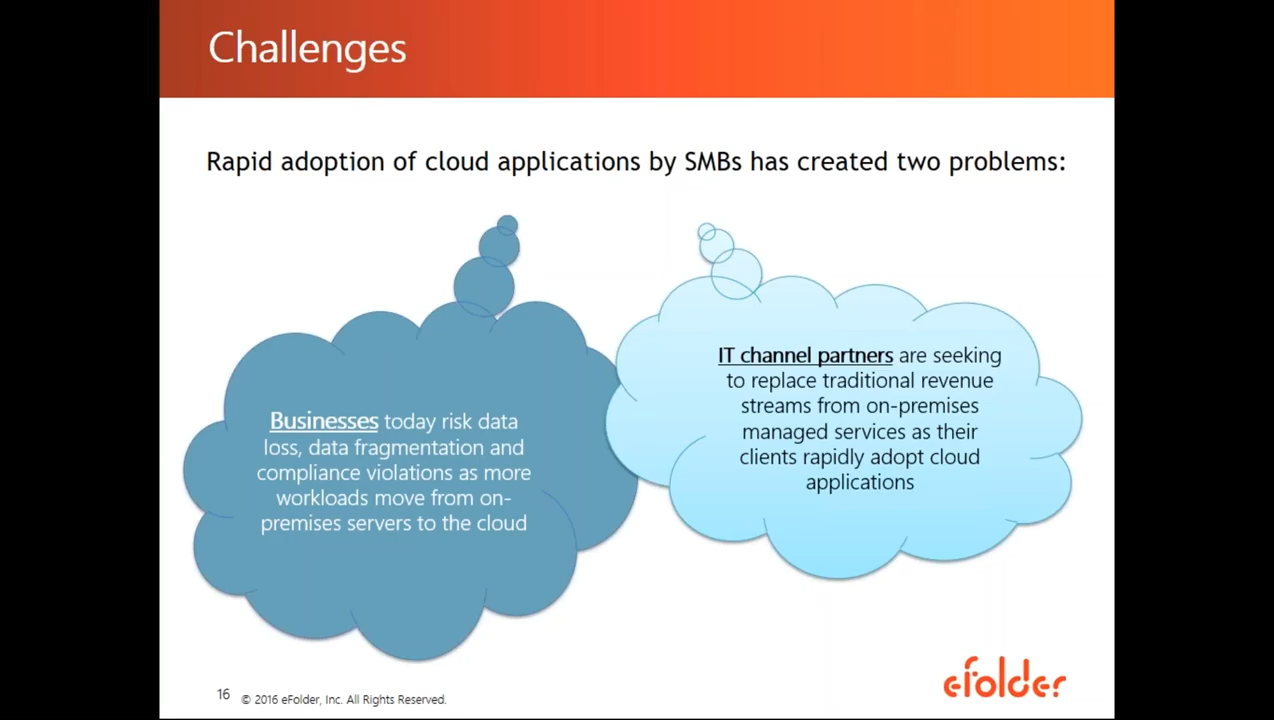 Challenges
Rapid adoption of cloud applications by SMBs has created two problems:
Businesses today risk data
loss, data fragmentation and
compliance violations as more
workloads move from on-
premises servers to the cloud
IT channel partners are seeking
to replace traditional revenue
streams from on-premises
managed services as their
clients rapidly adopt cloud
applications
16 © 2016 eFolder, Inc. All Rights Reserved.
eFolder